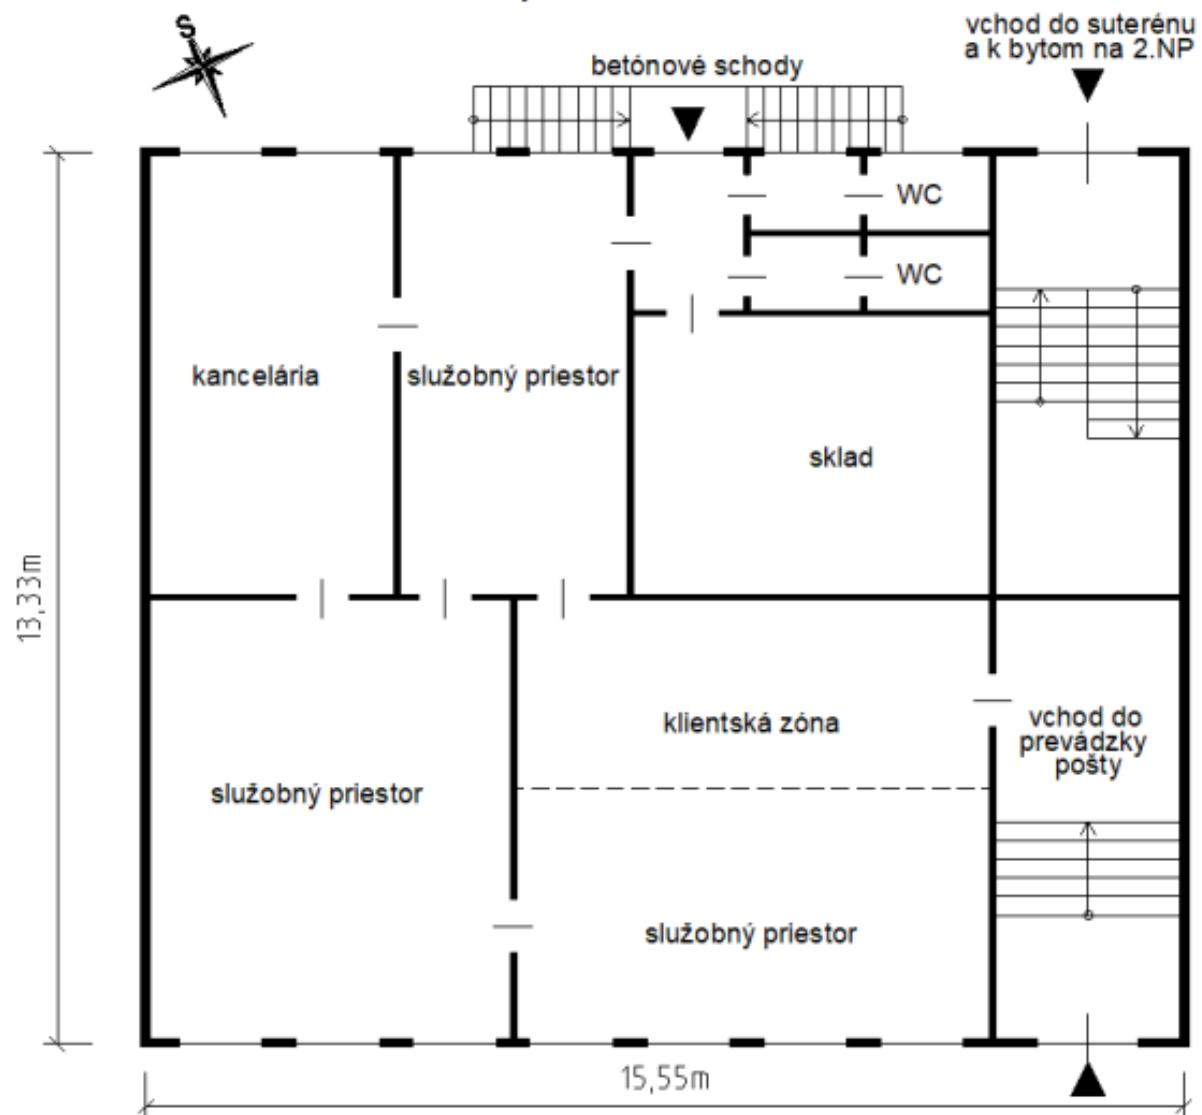 S
vchod do suterénu
a k bytom na 2.NP
betónové schody
WC
WC
kancelária
služobný priestor
sklad
13,33m
klientská zóna
vchod do
prevádzky
pošty
služobný priestor
služobný priestor
15,55m